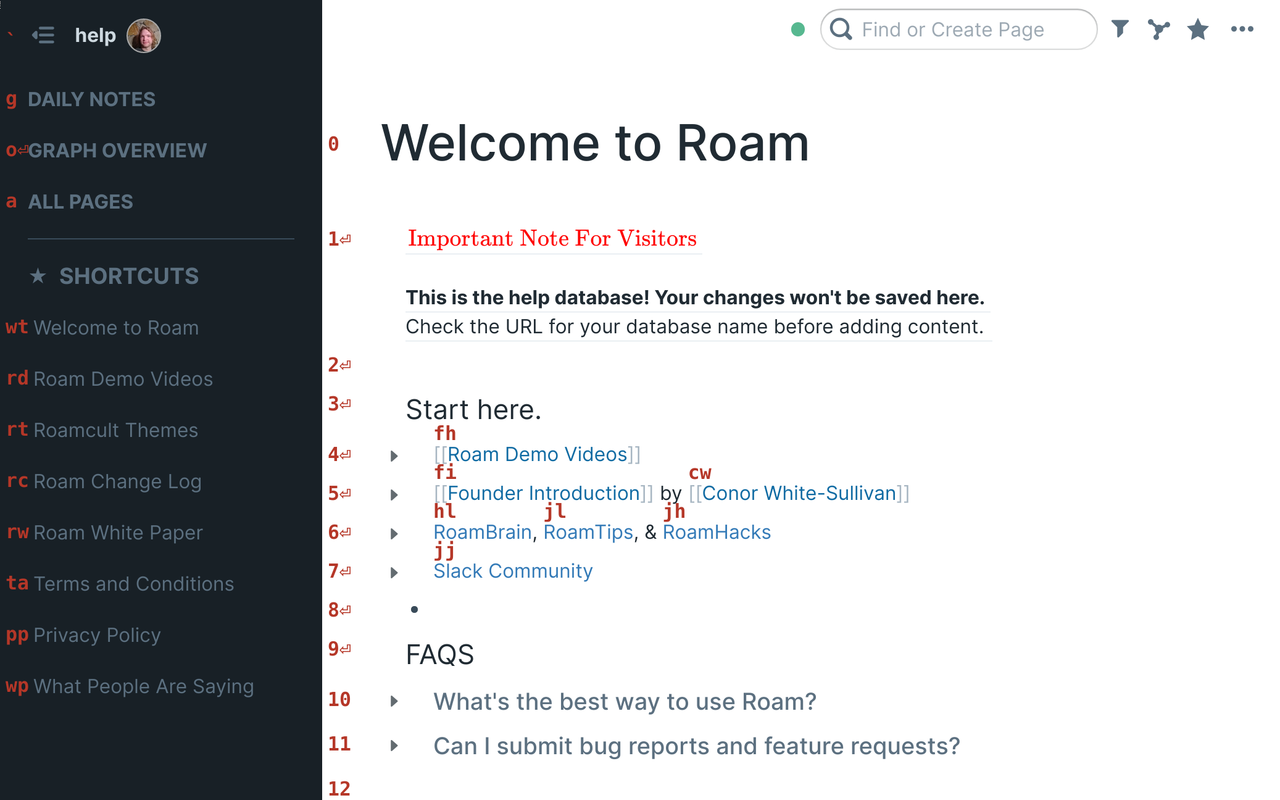 help
Find or Create Page
g DAILY NOTES
o⏎GRAPH OVERVIEW
a ALL PAGES
★ SHORTCUTS
wt Welcome to Roam
rd Roam Demo Videos
rt Roamcult Themes
rc Roam Change Log
rw Roam White Paper
ta Terms and Conditions
pp Privacy Policy
wp What People Are Saying
0 Welcome to Roam
1⏎ Important Note For Visitors
This is the help database! Your changes won't be saved here.
Check the URL for your database name before adding content.
2⏎
3⏎ Start here.
fh
4⏎ [[Roam Demo Videos]]
fi cw
5⏎ [[Founder Introduction]] by [[Conor White-Sullivan]]
hl jl jh
6⏎ RoamBrain, RoamTips, & RoamHacks
jj
7⏎ Slack Community
8⏎ •
9⏎ FAQS
10 What's the best way to use Roam?
11 Can I submit bug reports and feature requests?
12